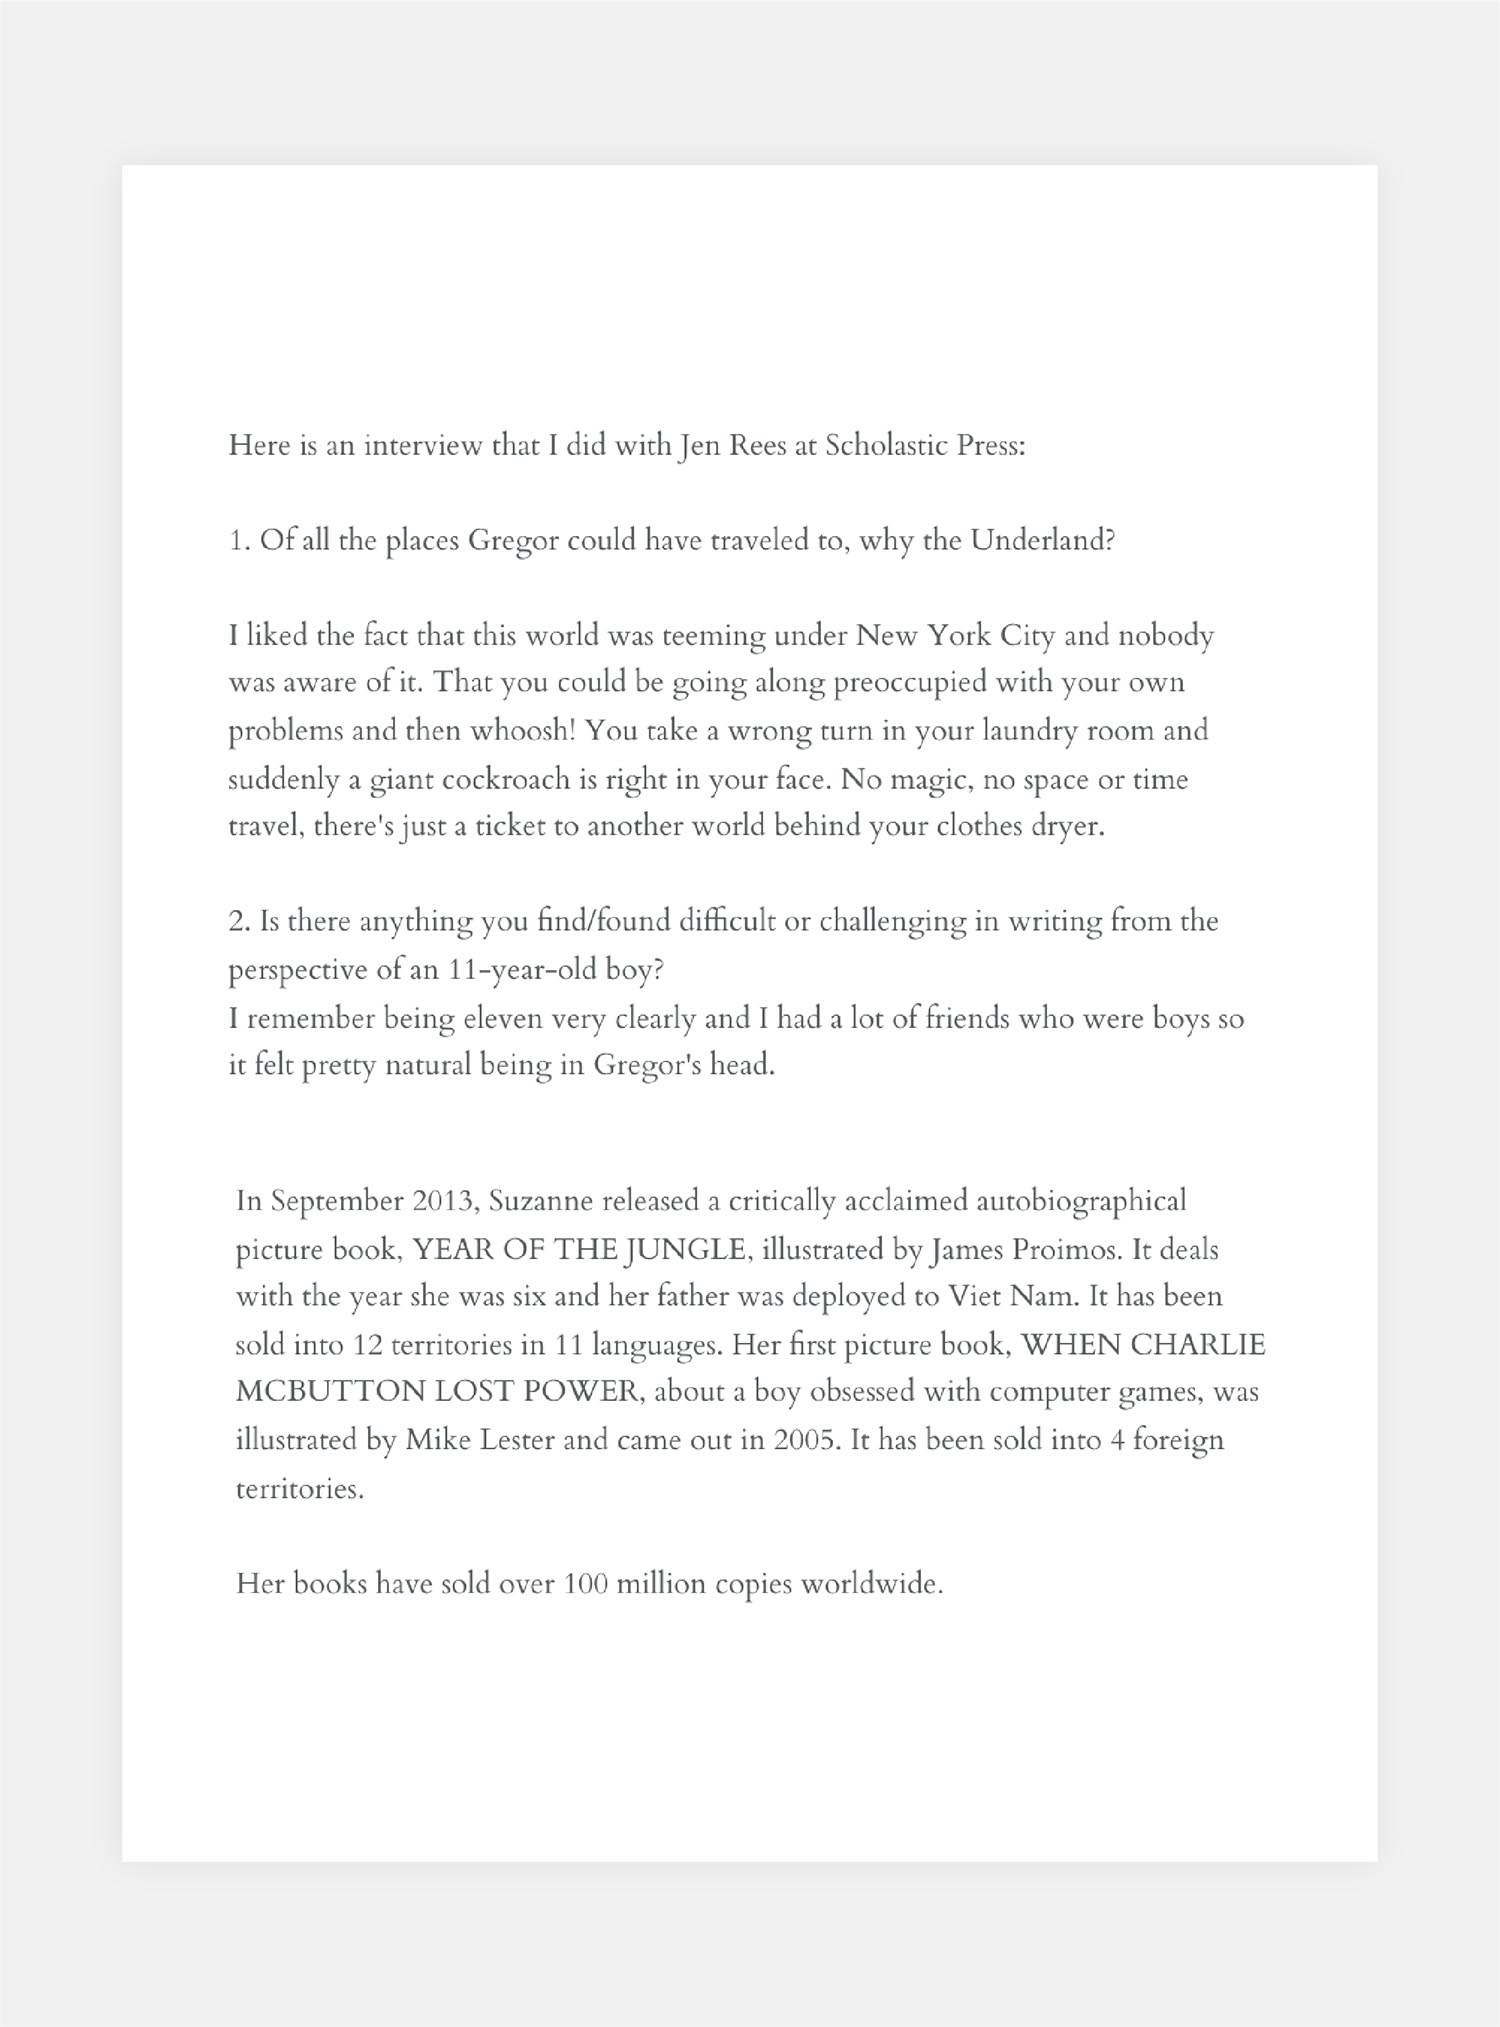 Here is an interview that I did with Jen Rees at Scholastic Press:
1. Of all the places Gregor could have traveled to, why the Underland?
I liked the fact that this world was teeming under New York City and nobody
was aware of it. That you could be going along preoccupied with your own
problems and then whoosh! You take a wrong turn in your laundry room and
suddenly a giant cockroach is right in your face. No magic, no space or time
travel, there's just a ticket to another world behind your clothes dryer.
2. Is there anything you find/found difficult or challenging in writing from the
perspective of an 11-year-old boy?
I remember being eleven very clearly and I had a lot of friends who were boys so
it felt pretty natural being in Gregor's head.
In September 2013, Suzanne released a critically acclaimed autobiographical
picture book, YEAR OF THE JUNGLE, illustrated by James Proimos. It deals
with the year she was six and her father was deployed to Viet Nam. It has been
sold into 12 territories in 11 languages. Her first picture book, WHEN CHARLIE
MCBUTTON LOST POWER, about a boy obsessed with computer games, was
illustrated by Mike Lester and came out in 2005. It has been sold into 4 foreign
territories.
Her books have sold over 100 million copies worldwide.